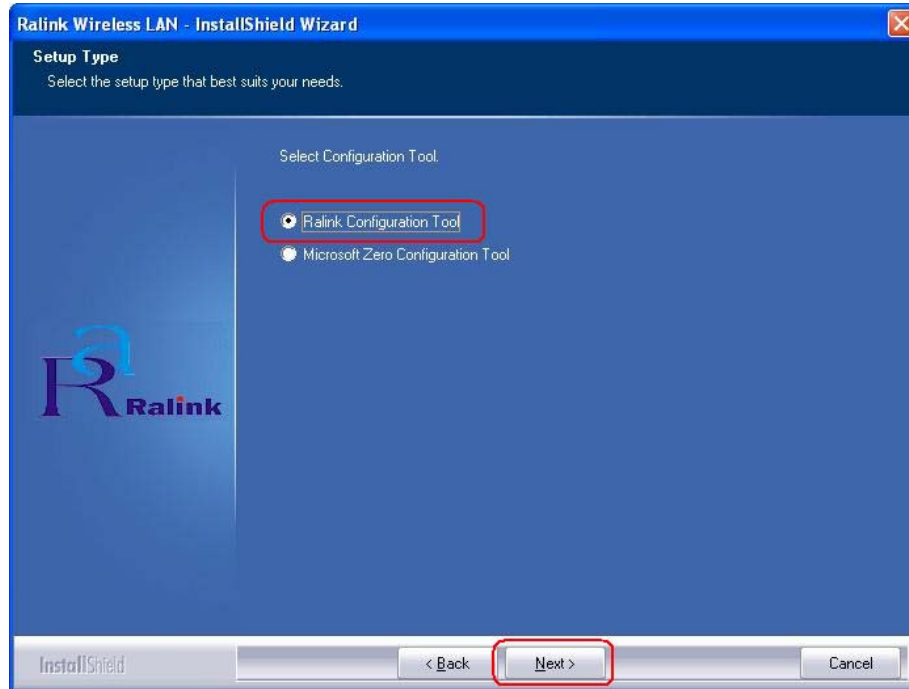 Ralink Wireless LAN - InstallShield Wizard
Setup Type
Select the setup type that best suits your needs.
Select Configuration Tool.
Ralink Configuration Tool
Microsoft Zero Configuration Tool
Ra
Ralink
InstallShield
< Back
Next >
Cancel